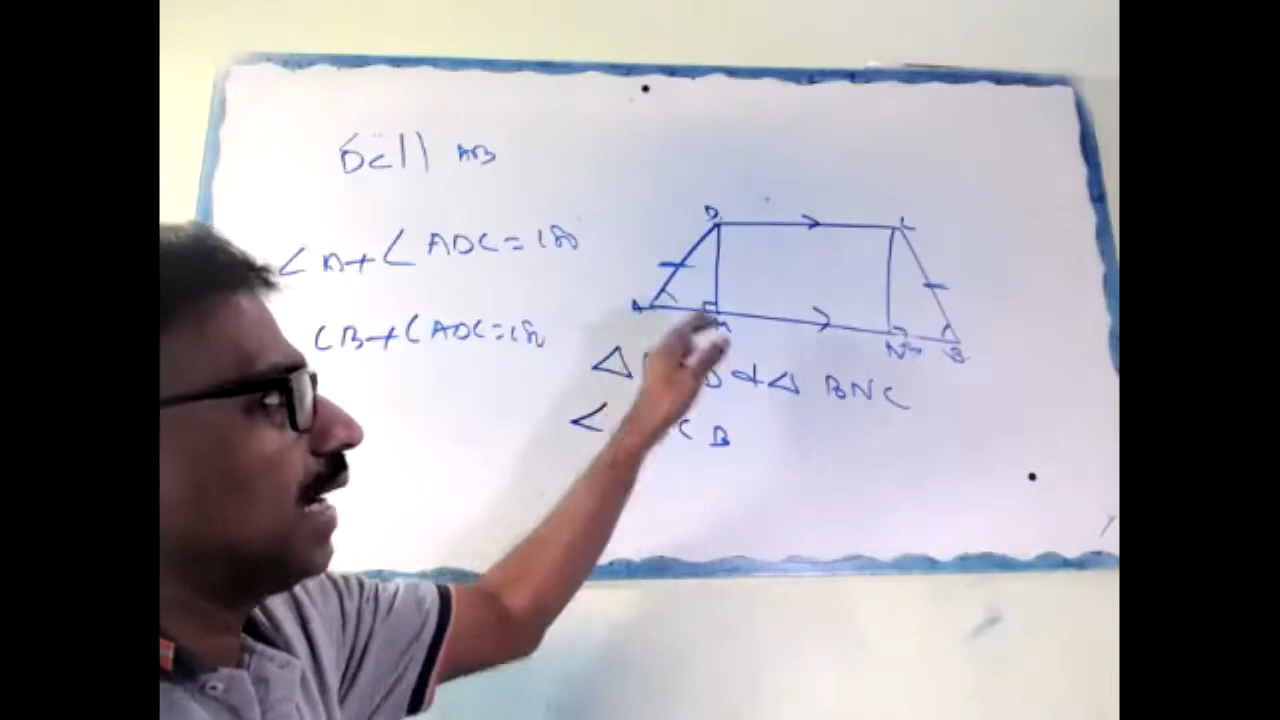 DC || AB
∠A+∠ADC=180
∠B+∠ADC=180
D
C
A
M
N
B
△ D & △ BNC
∠ C B